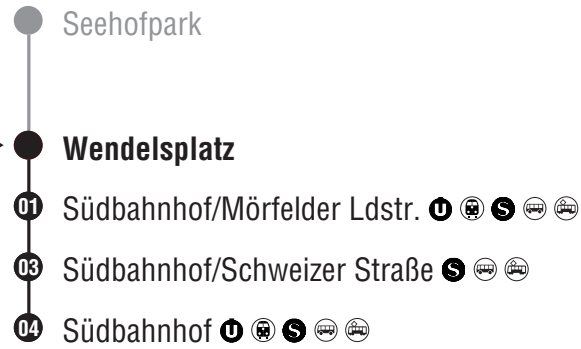 Seehofpark
Wendelsplatz
01 Südbahnhof/Mörfelder Ldstr. U S
03 Südbahnhof/Schweizer Straße S
04 Südbahnhof U S